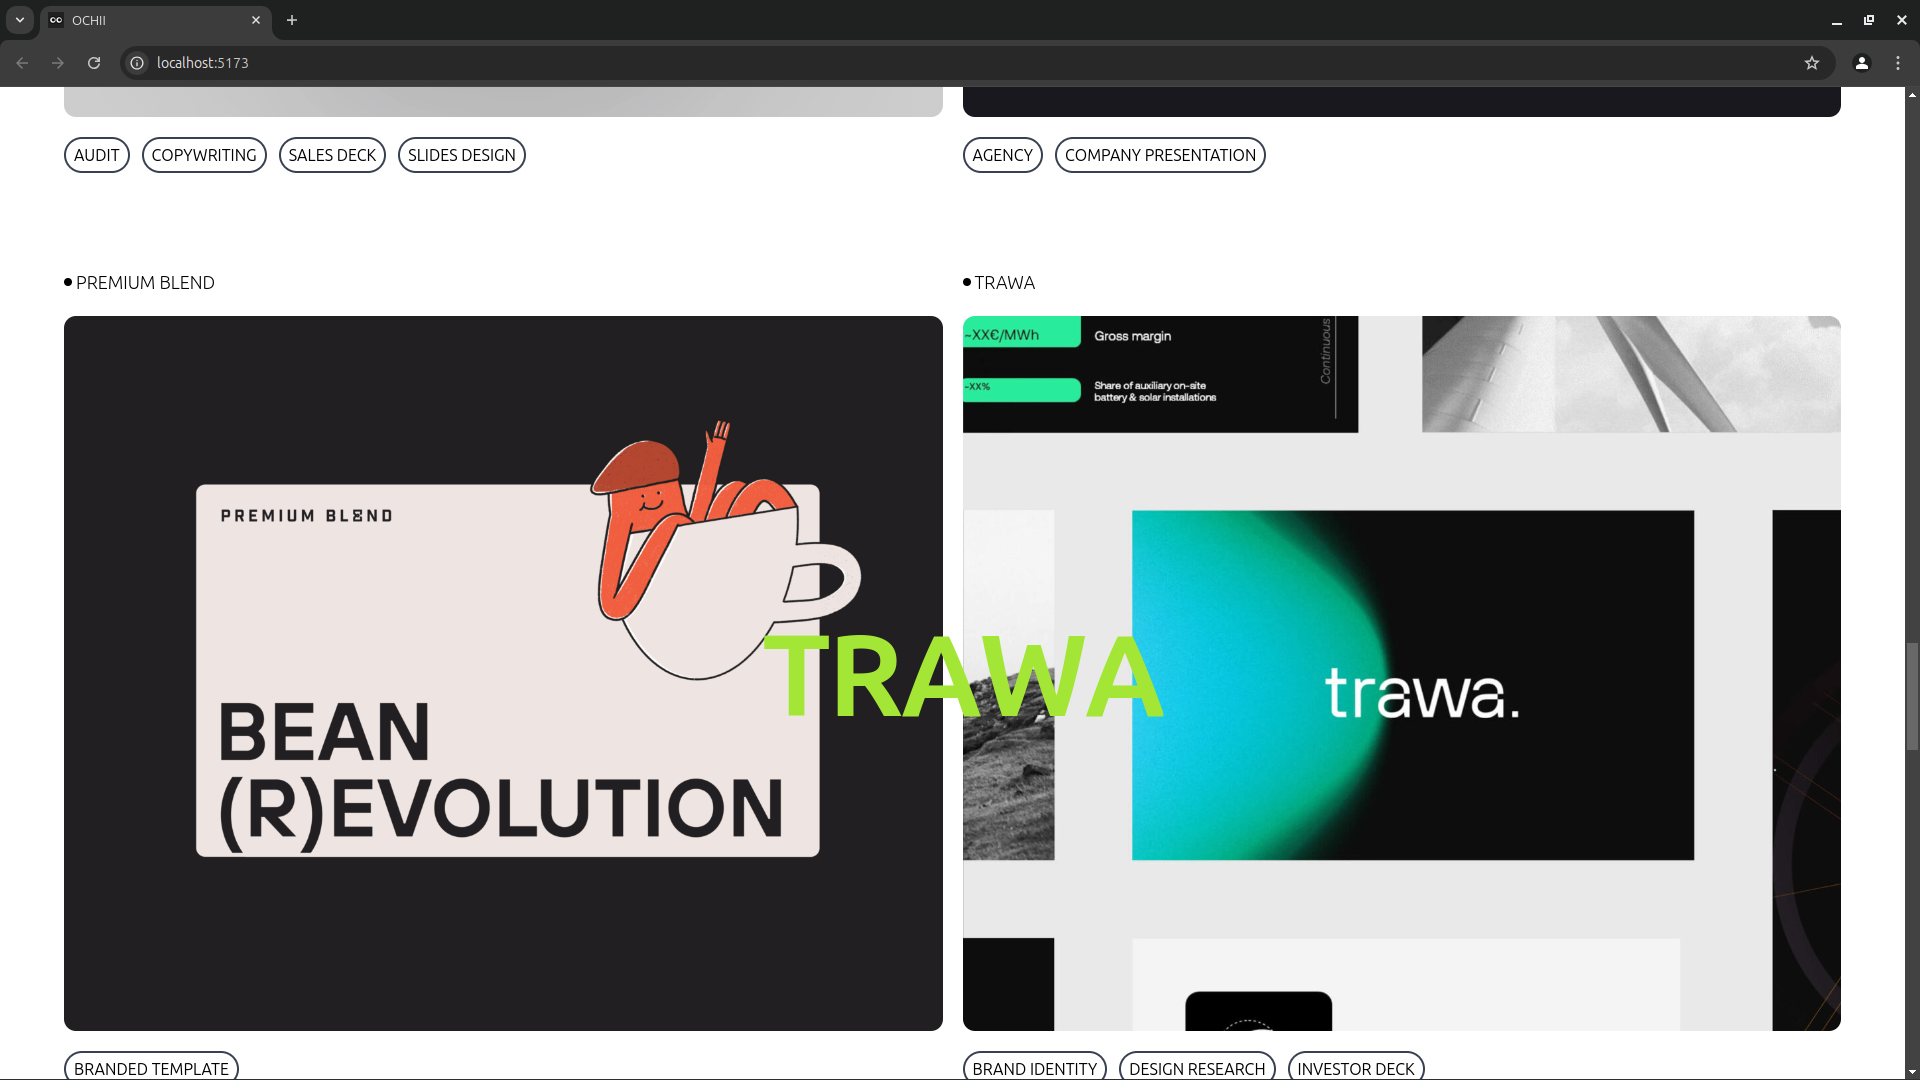 OCHII
localhost:5173
AUDIT COPYWRITING SALES DECK SLIDES DESIGN
AGENCY COMPANY PRESENTATION
PREMIUM BLEND
PREMIUM BLEND
BEAN
(R)EVOLUTION
BRANDED TEMPLATE
TRAWA
~XX€/MWh
Gross margin
Continuous
~XX%
Share of auxiliary on-site
battery & solar installations
TRAWA
trawa.
BRAND IDENTITY DESIGN RESEARCH INVESTOR DECK